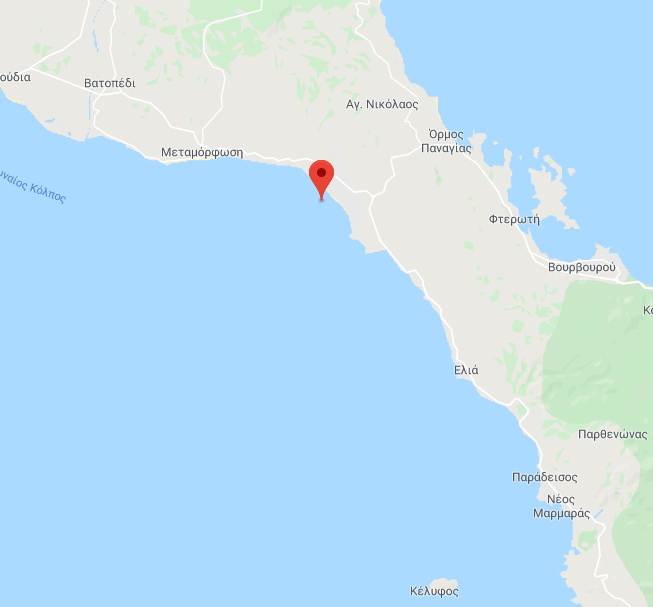 ούδια
Βατοπέδι
Αγ. Νικόλαος
Όρμος
Παναγίας
Μεταμόρφωση
ναίος Κόλπος
Φτερωτή
Βουρβουρού
Ελιά
Παρθενώνας
Παράδεισος
Νέος
Μαρμαράς
Κέλυφος